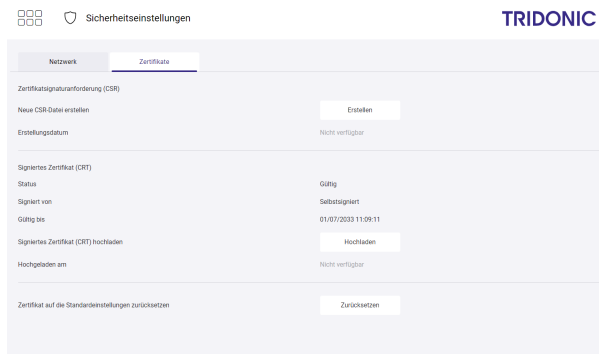 Sicherheitseinstellungen
TRIDONIC
Netzwerk
Zertifikate
Zertifikatsignaturanforderung (CSR)
Neue CSR-Datei erstellen
Erstellen
Erstellungsdatum
Nicht verfügbar
Signiertes Zertifikat (CRT)
Status
Gültig
Signiert von
Selbstsigniert
Gültig bis
01/07/2033 11:09:11
Signiertes Zertifikat (CRT) hochladen
Hochladen
Hochgeladen am
Nicht verfügbar
Zertifikat auf die Standardeinstellungen zurücksetzen
Zurücksetzen